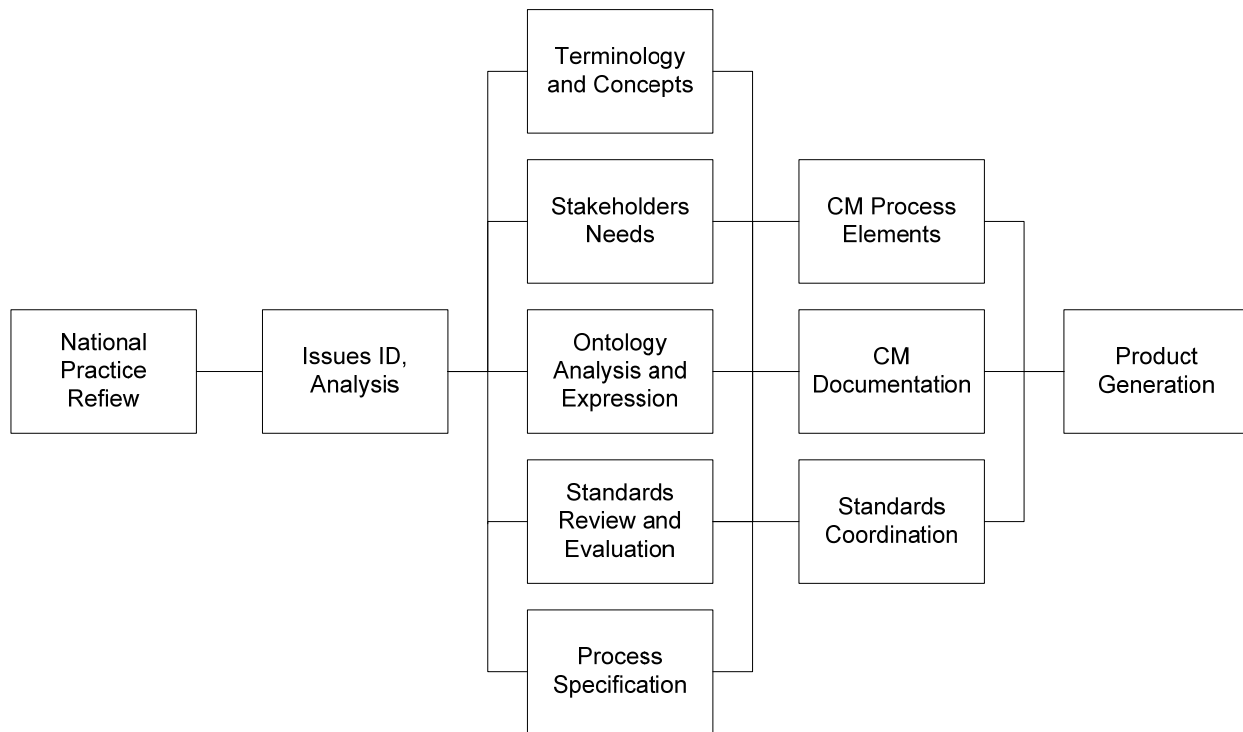 National
Practice
Refiew
Issues ID,
Analysis
Terminology
and Concepts
Stakeholders
Needs
Ontology
Analysis and
Expression
Standards
Review and
Evaluation
Process
Specification
CM Process
Elements
CM
Documentation
Standards
Coordination
Product
Generation